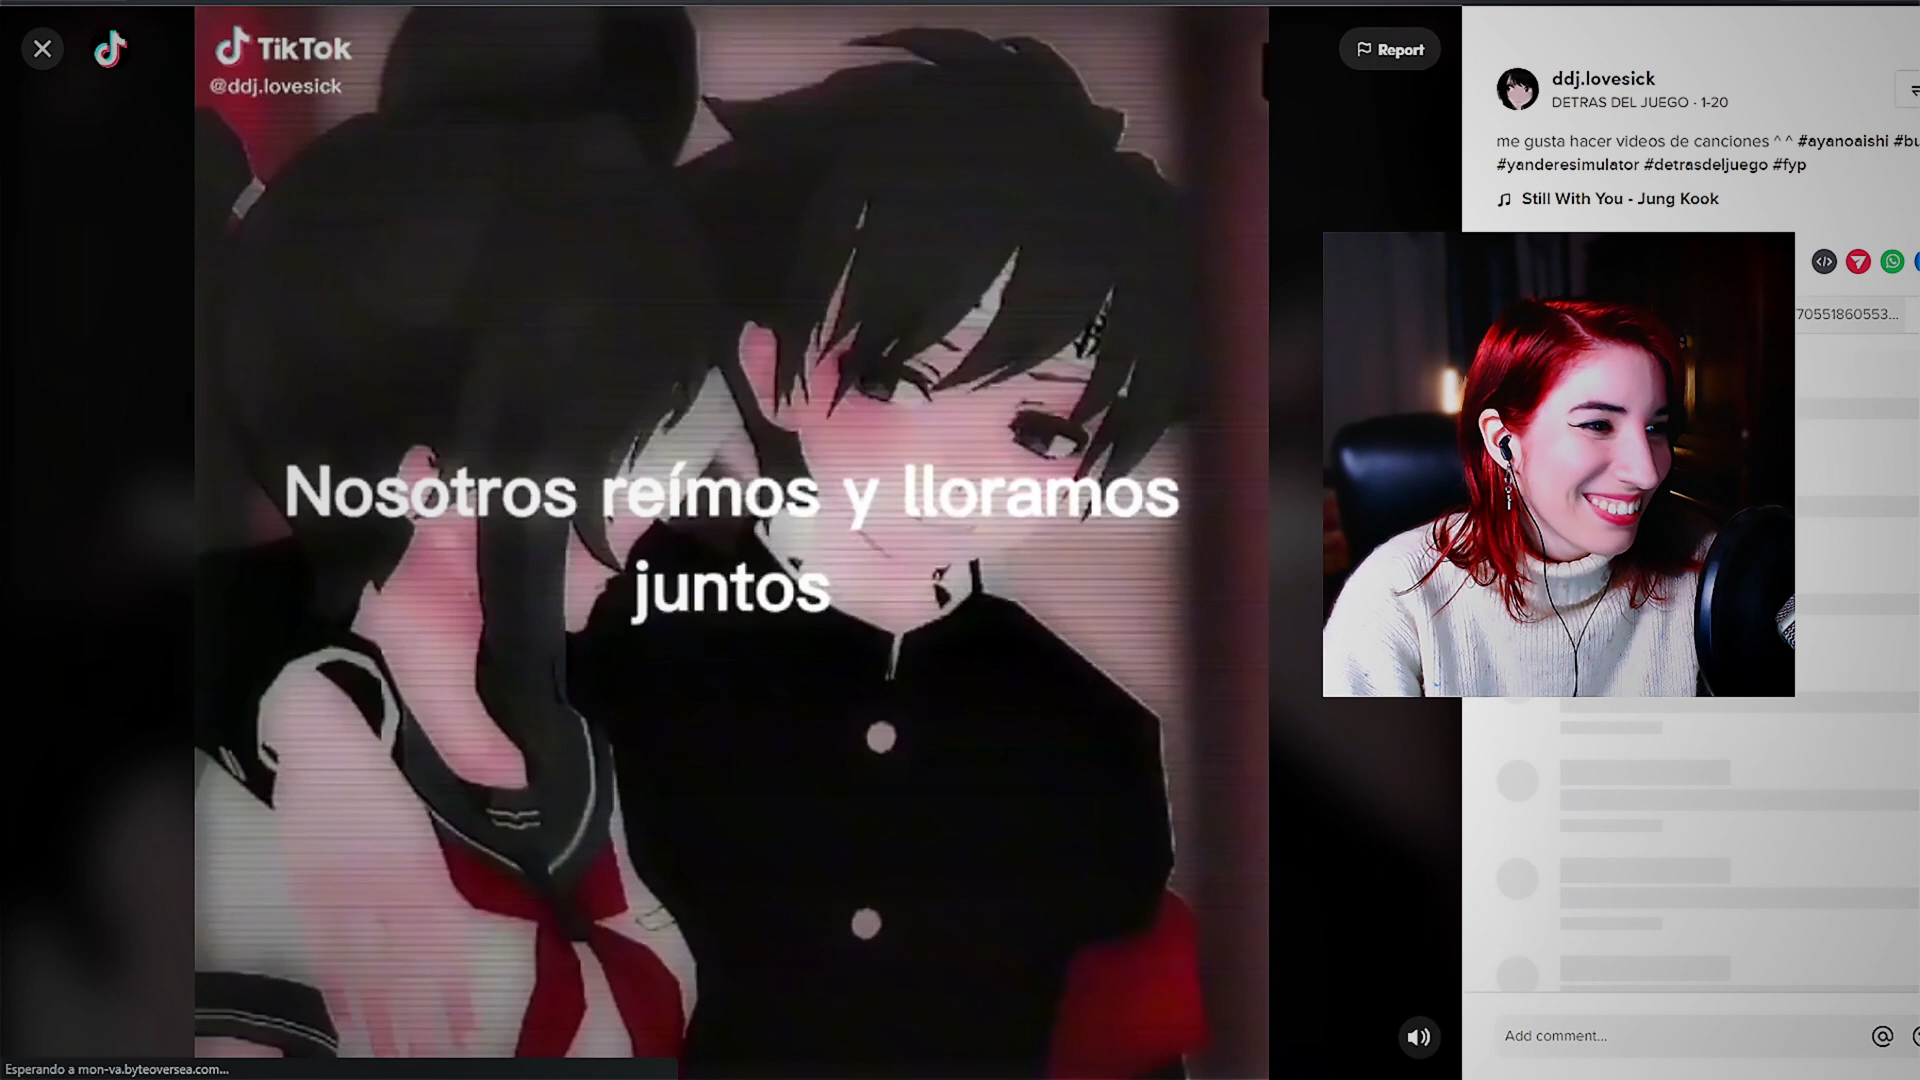 TikTok
@ddj.lovesick
Nosotros reímos y lloramos
juntos
Report
ddj.lovesick
DETRAS DEL JUEGO · 1-20
me gusta hacer videos de canciones ^ ^ #ayanoaishi
#yanderesimulator #detrasdeljuego #fyp
Still With You - Jung Kook
70551860553...
Add comment...
Esperando a mon-va.byteoversea.com...